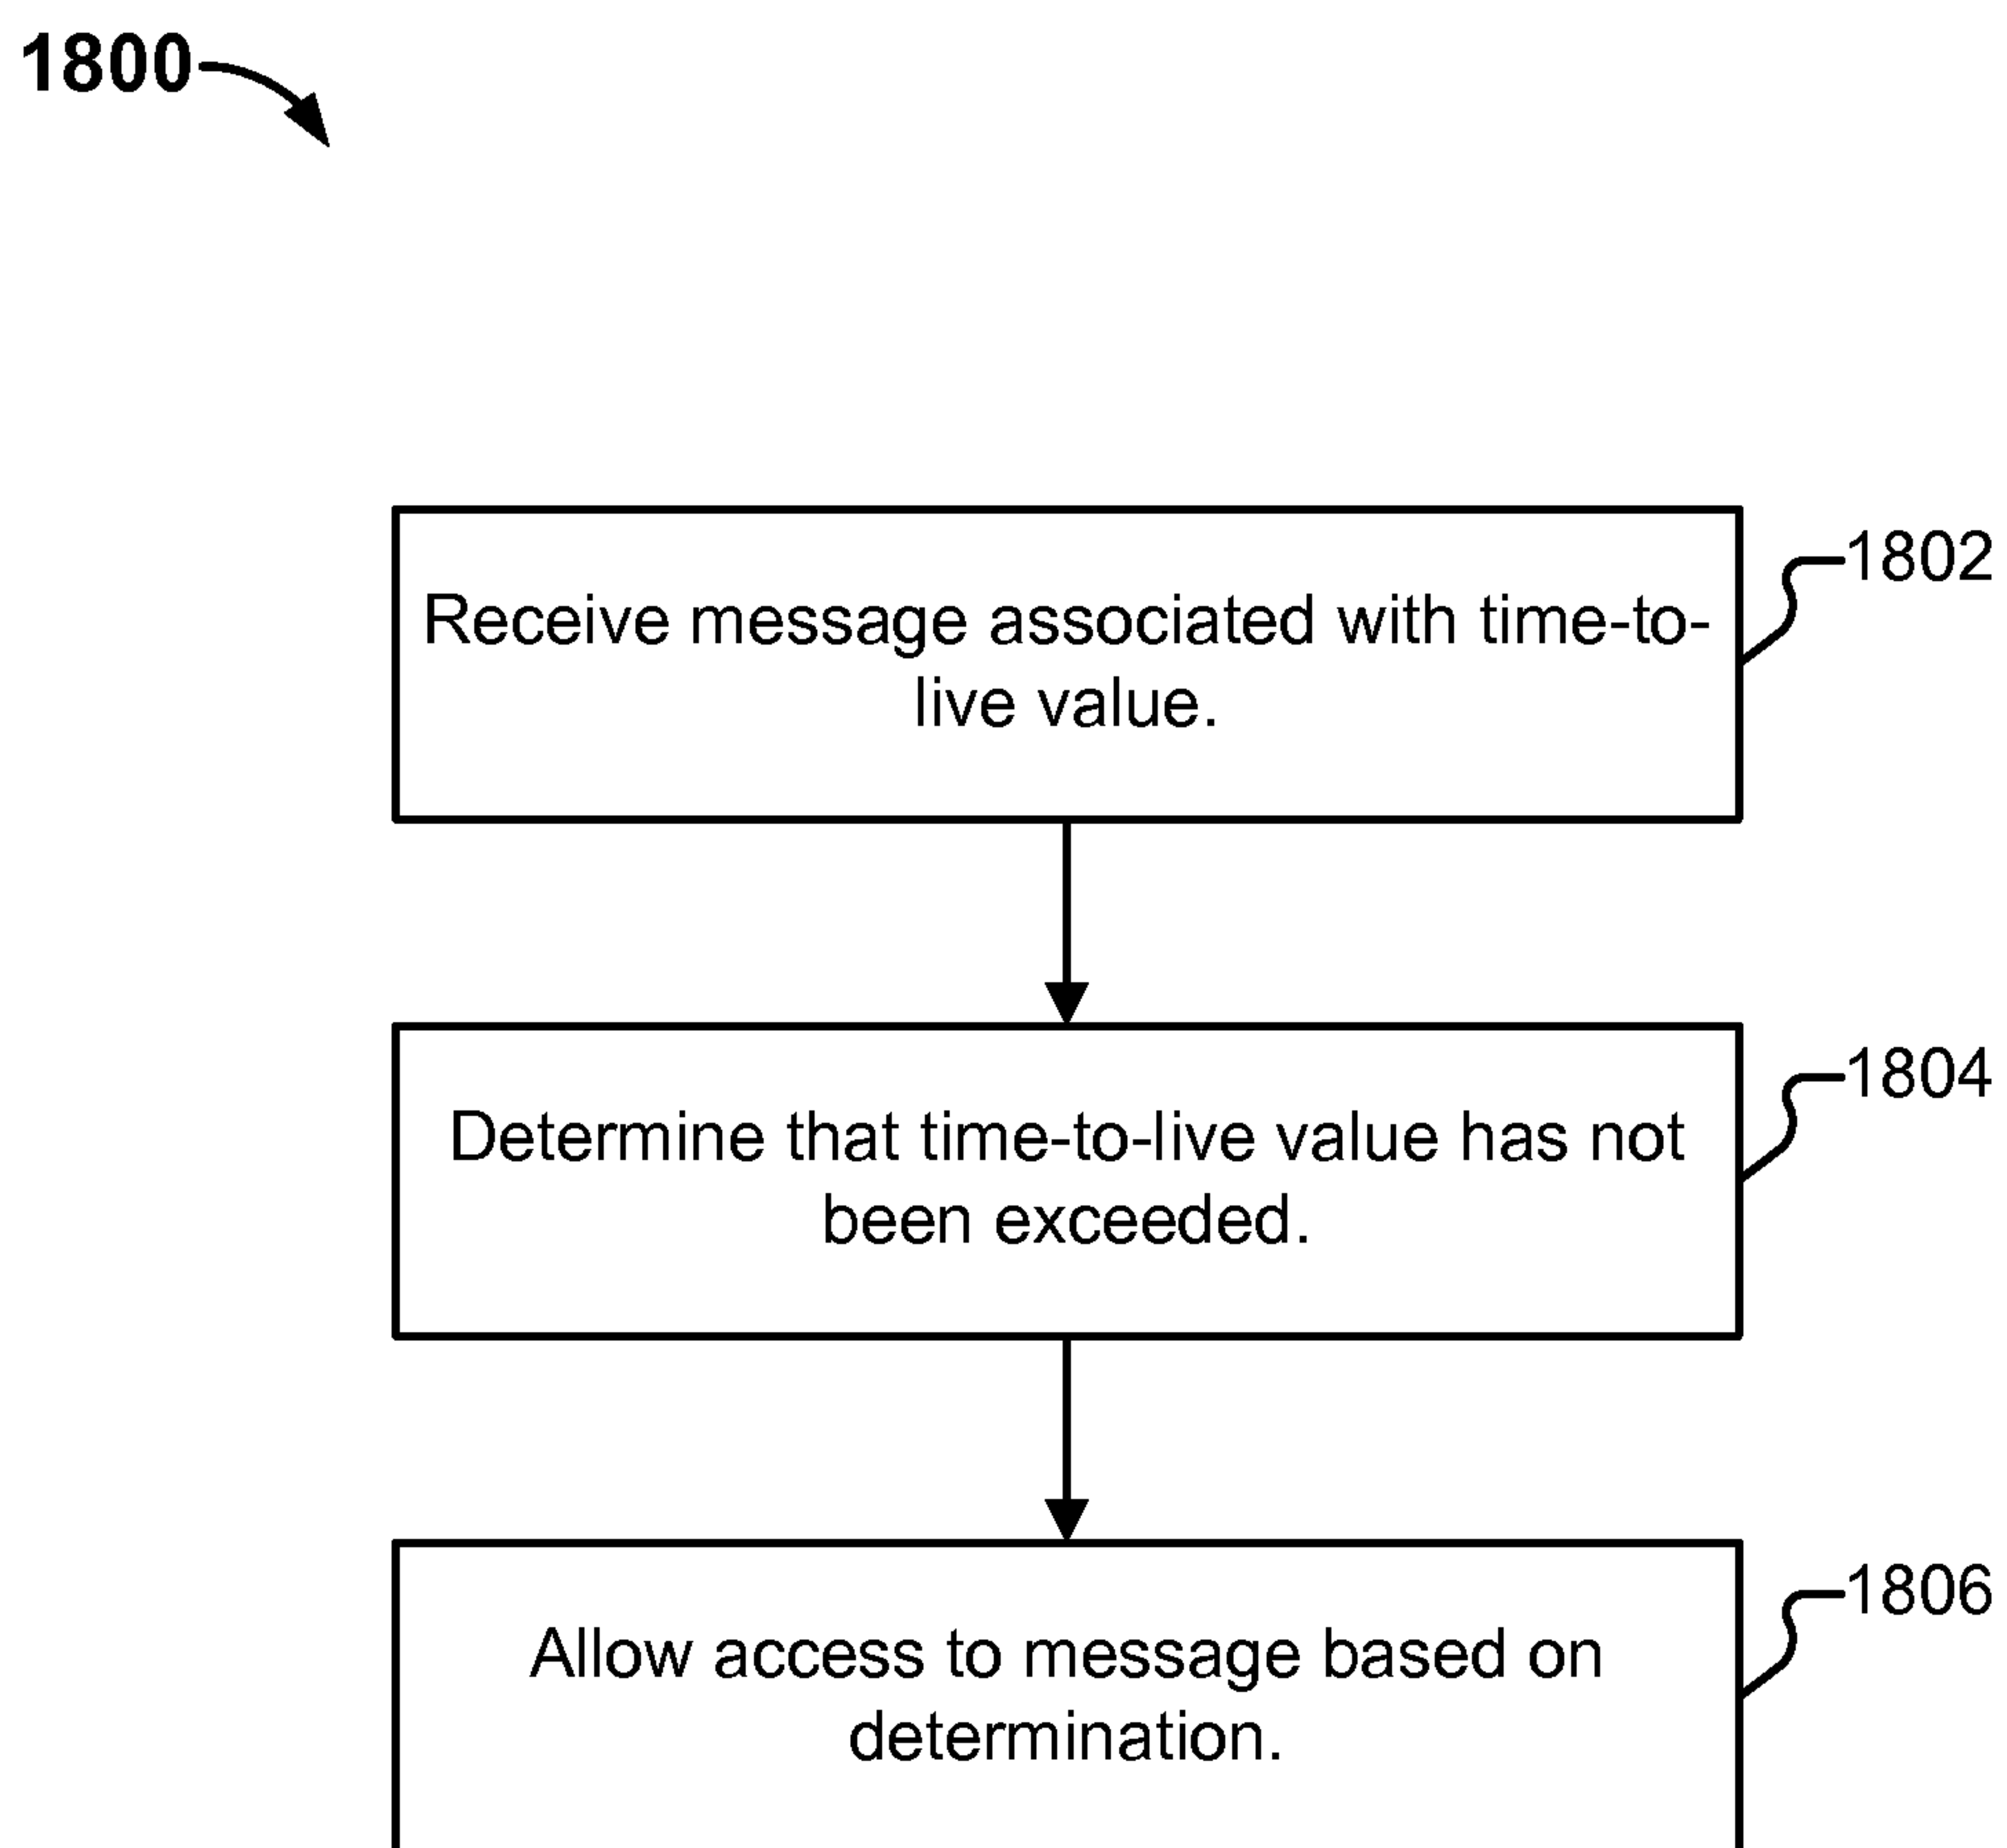 1800
Receive message associated with time-to-
live value.
1802
Determine that time-to-live value has not
been exceeded.
1804
Allow access to message based on
determination.
1806